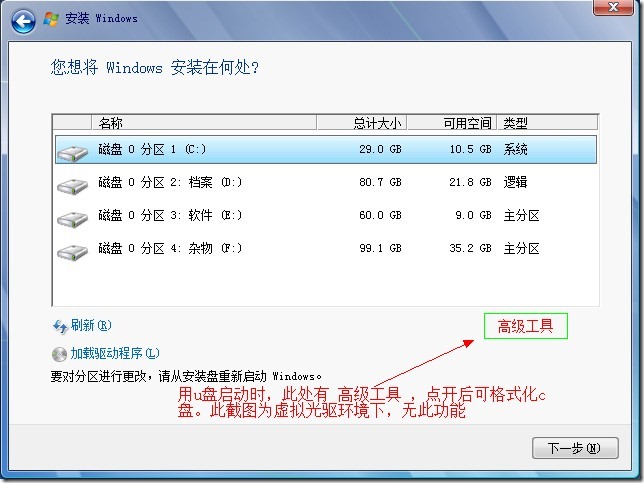 安装 Windows
您想将 Windows 安装在何处?
名称 总计大小 可用空间 类型
磁盘 0 分区 1 (C:) 29.0 GB 10.5 GB 系统
磁盘 0 分区 2: 档案 (D:) 80.7 GB 21.8 GB 逻辑
磁盘 0 分区 3: 软件 (E:) 60.0 GB 9.0 GB 主分区
磁盘 0 分区 4: 杂物 (F:) 99.1 GB 35.2 GB 主分区
刷新(R)
高级工具
加载驱动程序(L)
要对分区进行更改，请从安装盘重新启动 Windows。
用u盘启动时，此处有 高级工具 ，点开后可格式化c
盘。此截图为虚拟光驱环境下，无此功能
下一步(N)